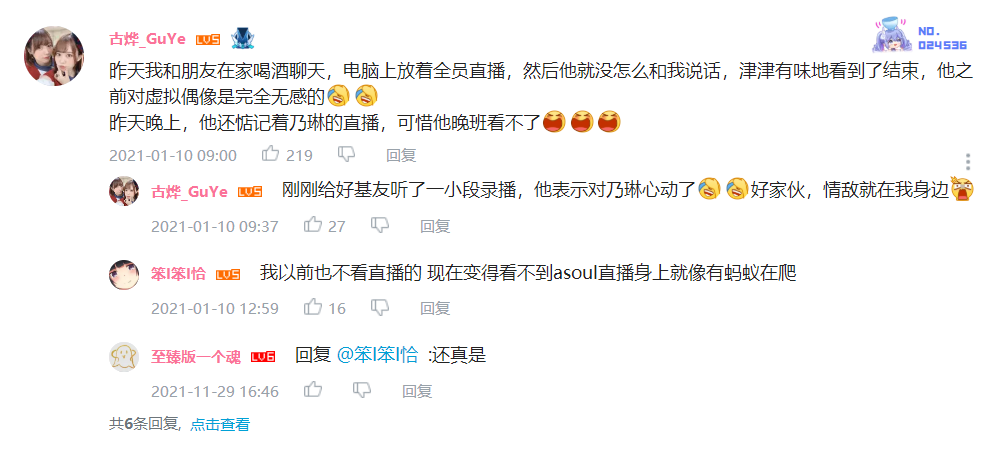 古烨_GuYe LV5
NO.
024536
昨天我和朋友在家喝酒聊天，电脑上放着全员直播，然后他就没怎么和我说话，津津有味地看到了结束，他之
前对虚拟偶像是完全无感的
昨天晚上，他还惦记着乃琳的直播，可惜他晚班看不了
2021-01-10 09:00 219 回复
古烨_GuYe LV5 刚刚给好基友听了一小段录播，他表示对乃琳心动了 好家伙，情敌就在我身边
2021-01-10 09:37 27 回复
笨I笨I恰 LV5 我以前也不看直播的 现在变得看不到asoul直播身上就像有蚂蚁在爬
2021-01-10 12:59 16 回复
至臻版一个魂 LV6 回复 @笨I笨I恰 :还真是
2021-11-29 16:46 回复
共6条回复, 点击查看